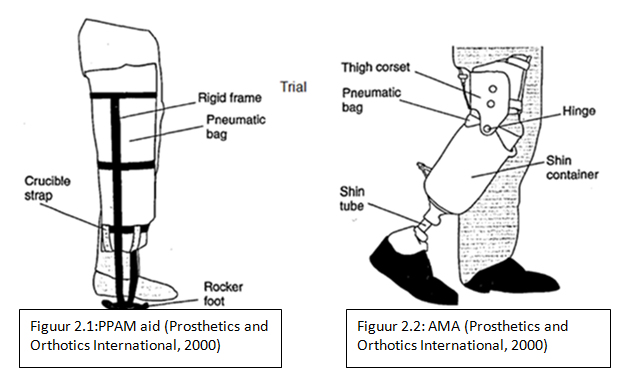 Rigid frame
Trial
Pneumatic
bag
Crucible
strap
Rocker
foot
Figuur 2.1:PPAM aid (Prosthetics and
Orthotics International, 2000)
Thigh corset
Pneumatic
bag
Hinge
Shin
container
Shin
tube
Figuur 2.2: AMA (Prosthetics and
Orthotics International, 2000)